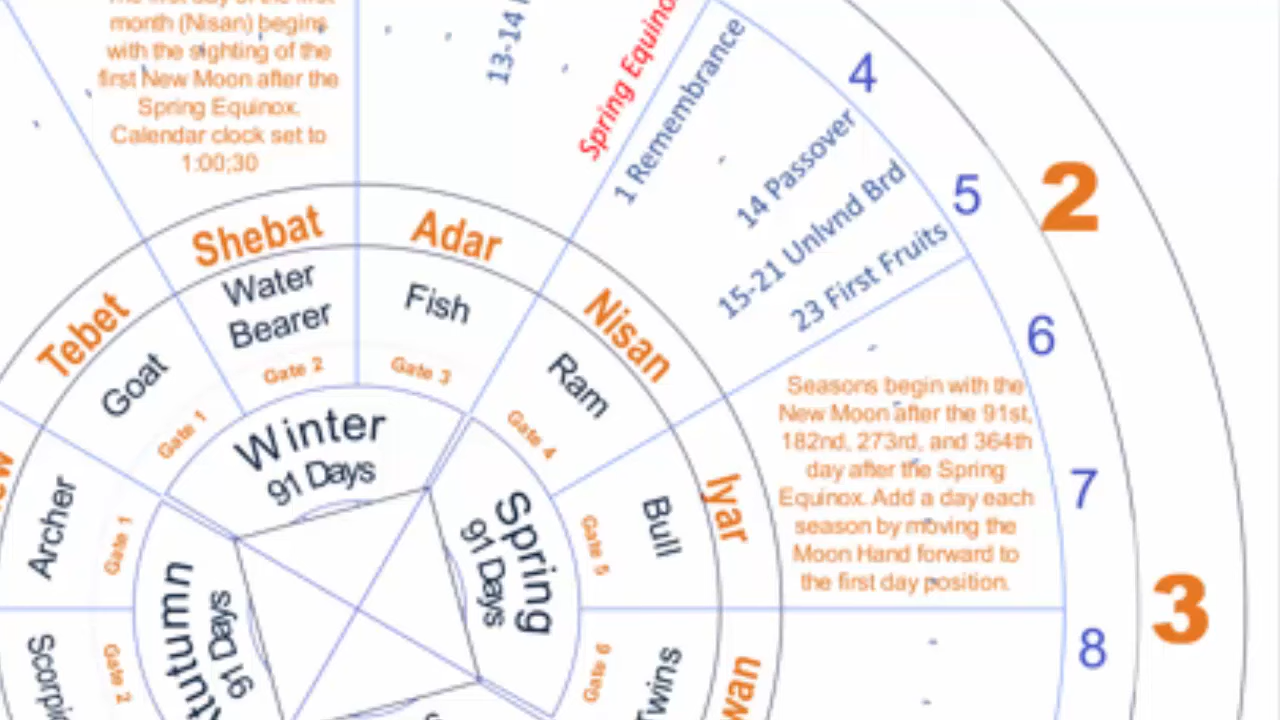 month (Nisan) begins
with the sighting of the
first New Moon after the
Spring Equinox.
Calendar clock set to
1:00;30
13-14
Spring
1 Remembrance
14 Passover
15-21 Unlvnd Brd
23 First Fruits
4
5
2
6
7
3
8
Shebat
Adar
Nisan
Tebet
Iyar
Water
Bearer
Fish
Ram
Goat
Archer
Bull
Twins
Gate 2
Gate 3
Gate 1
Gate 4
Gate 1
Gate 5
Gate 2
Gate 6
Winter
91 Days
Spring
91 Days
91 Days
Seasons begin with the
New Moon after the 91st,
182nd, 273rd, and 364th
day after the Spring
Equinox. Add a day each
season by moving the
Moon Hand forward to
the first day position.